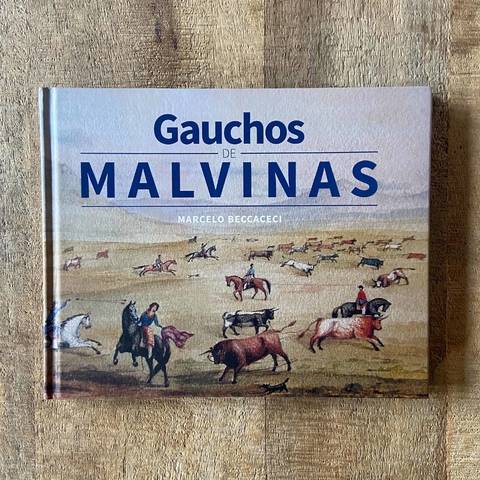 Gauchos
DE
MALVINAS
MARCELO BECCACECI